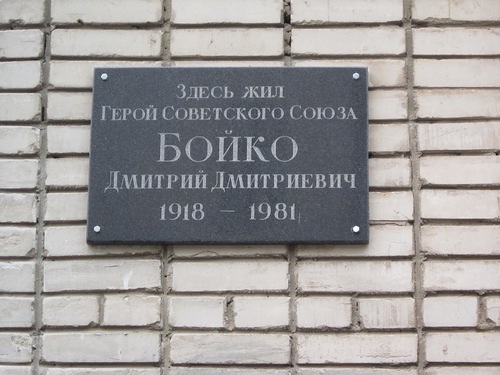 Здесь жил
Герой Советского Союза
Бойко
Дмитрий Дмитриевич
1918 – 1981